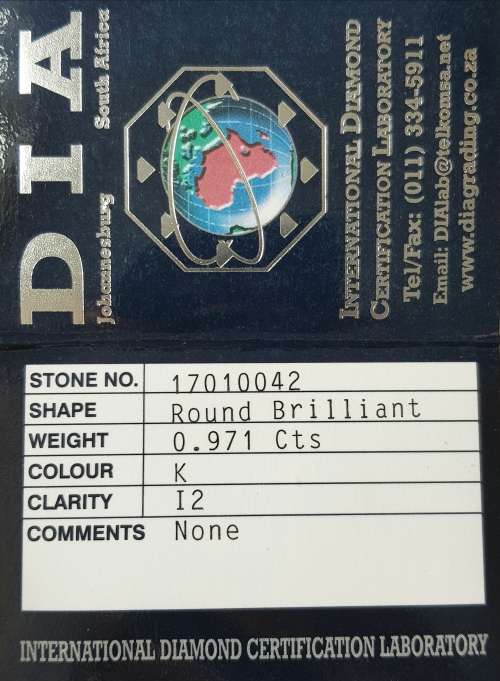 DIA
Johannesburg South Africa
INTERNATIONAL DIAMOND
CERTIFICATION LABORATORY
Tel/Fax: (011) 334-5911
Email: DIAlab@telkomsa.net
www.diagrading.co.za
STONE NO. 17010042
SHAPE Round Brilliant
WEIGHT 0.971 Cts
COLOUR K
CLARITY I2
COMMENTS None
INTERNATIONAL DIAMOND CERTIFICATION LABORATORY